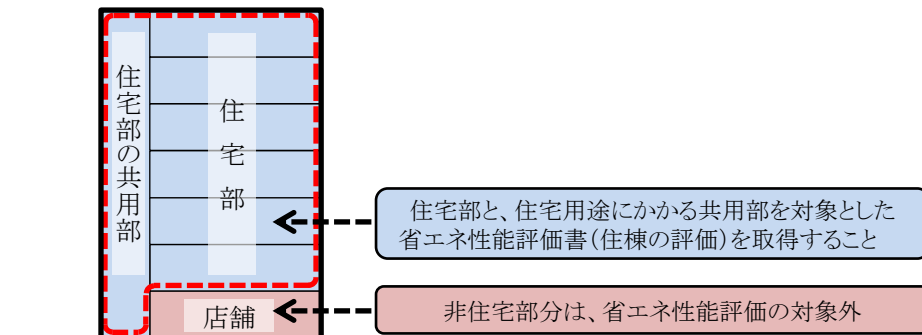 住宅部の共用部
住宅部
住宅部と、住宅用途にかかる共用部を対象とした
省エネ性能評価書(住棟の評価)を取得すること
店舗
非住宅部分は、省エネ性能評価の対象外